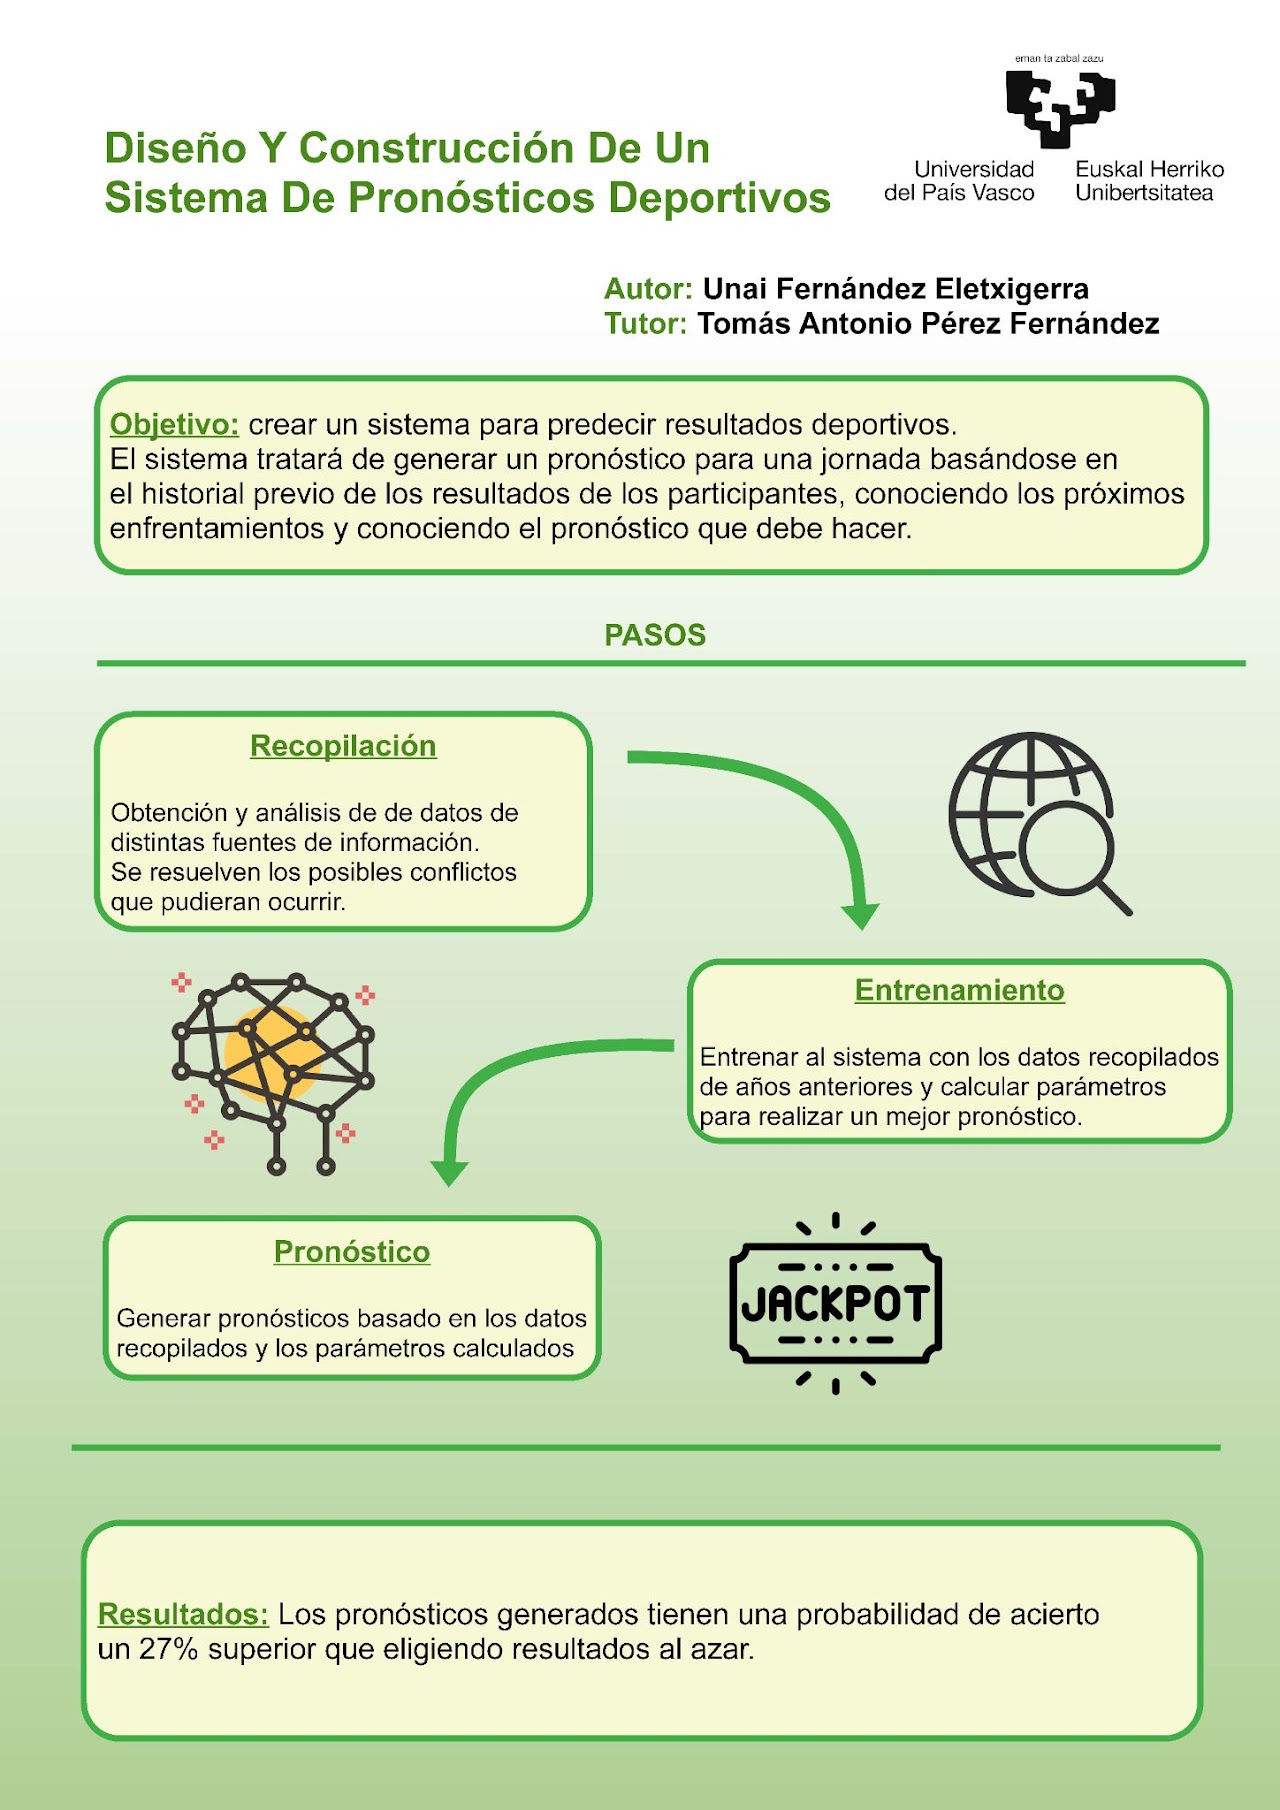 eman ta zabal zazu
Universidad
del País Vasco
Euskal Herriko
Unibertsitatea
Diseño Y Construcción De Un
Sistema De Pronósticos Deportivos
Autor: Unai Fernández Eletxigerra
Tutor: Tomás Antonio Pérez Fernández
Objetivo: crear un sistema para predecir resultados deportivos.
El sistema tratará de generar un pronóstico para una jornada basándose en
el historial previo de los resultados de los participantes, conociendo los próximos
enfrentamientos y conociendo el pronóstico que debe hacer.
PASOS
Recopilación
Obtención y análisis de de datos de
distintas fuentes de información.
Se resuelven los posibles conflictos
que pudieran ocurrir.
Entrenamiento
Entrenar al sistema con los datos recopilados
de años anteriores y calcular parámetros
para realizar un mejor pronóstico.
Pronóstico
Generar pronósticos basado en los datos
recopilados y los parámetros calculados
JACKPOT
Resultados: Los pronósticos generados tienen una probabilidad de acierto
un 27% superior que eligiendo resultados al azar.